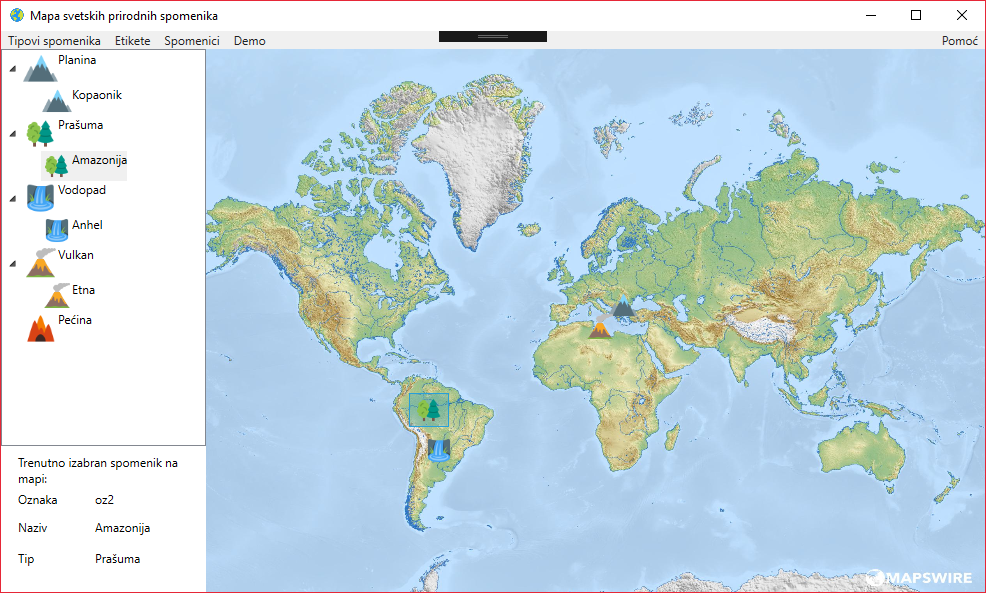 Mapa svetskih prirodnih spomenika
Tipovi spomenika Etikete Spomenici Demo Pomoć
Planina
Kopaonik
Prašuma
Amazonija
Vodopad
Anhel
Vulkan
Etna
Pećina
Trenutno izabran spomenik na
mapi:
Oznaka oz2
Naziv Amazonija
Tip Prašuma
MAPSWIRE